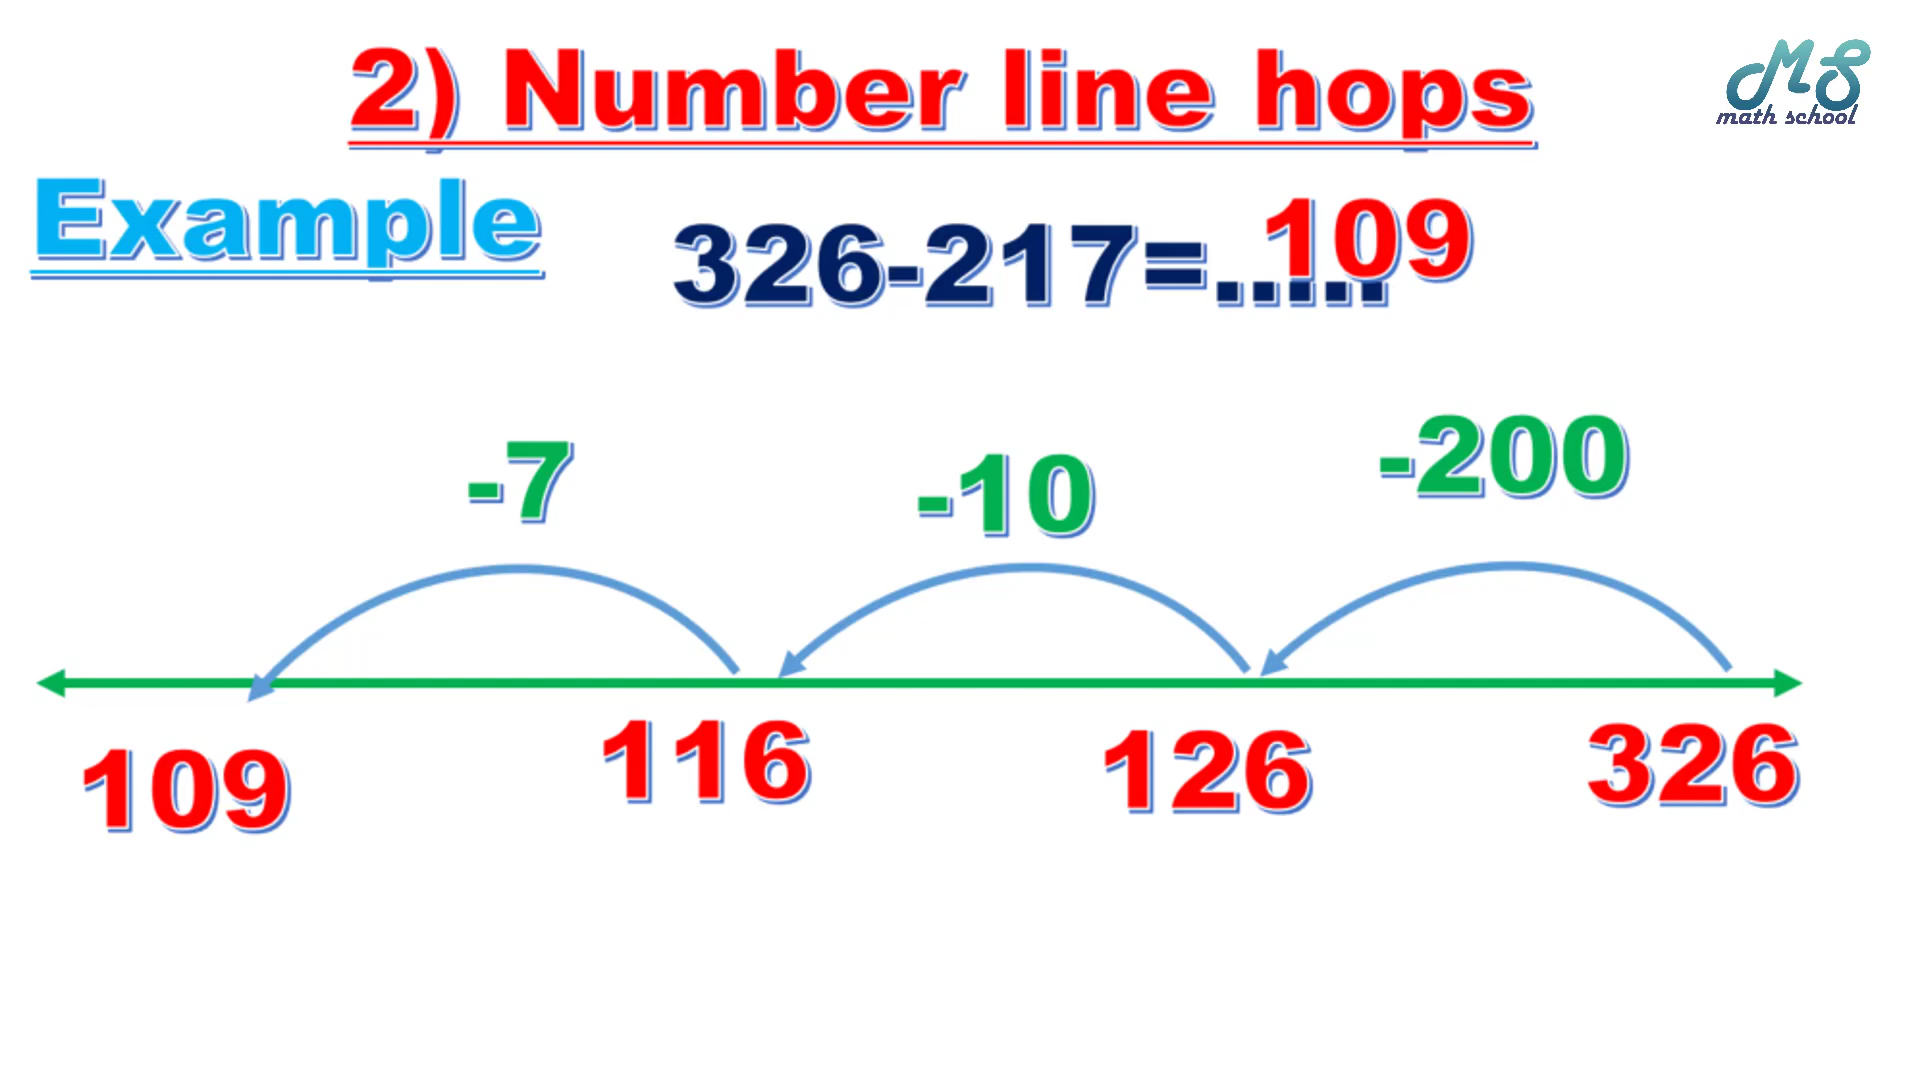 2) Number line hops
MS
math school
Example
326-217=.....
109
-7
-10
-200
109
116
126
326